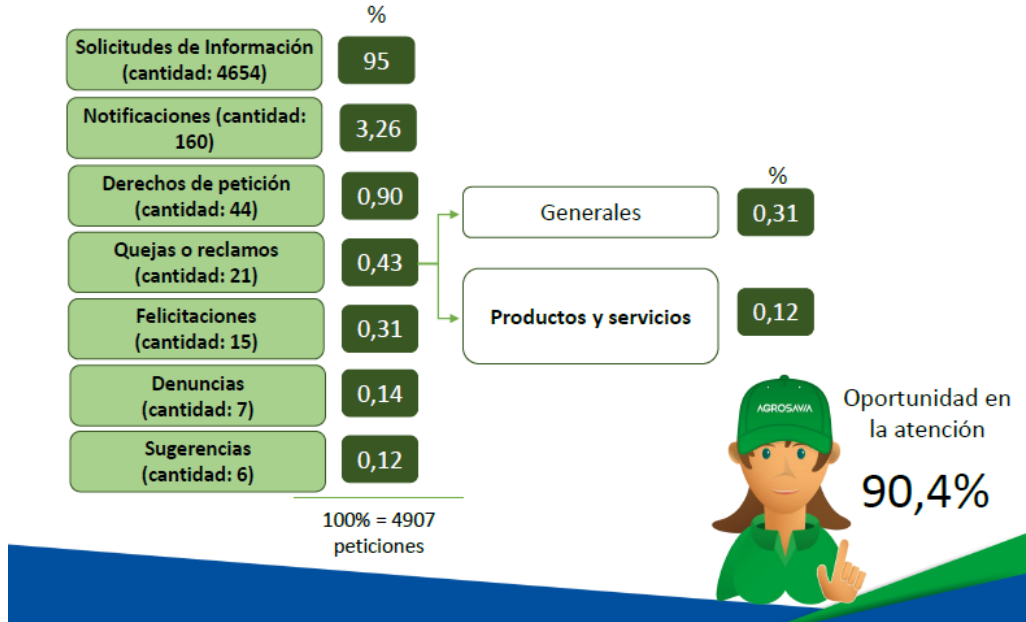 %
Solicitudes de Información
(cantidad: 4654)
95
Notificaciones (cantidad:
160)
3,26
Derechos de petición
(cantidad: 44)
0,90
Quejas o reclamos
(cantidad: 21)
0,43
Felicitaciones
(cantidad: 15)
0,31
Denuncias
(cantidad: 7)
0,14
Sugerencias
(cantidad: 6)
0,12
100% = 4907
peticiones
%
Generales
0,31
Productos y servicios
0,12
AGROSAVIA
Oportunidad en
la atención
90,4%